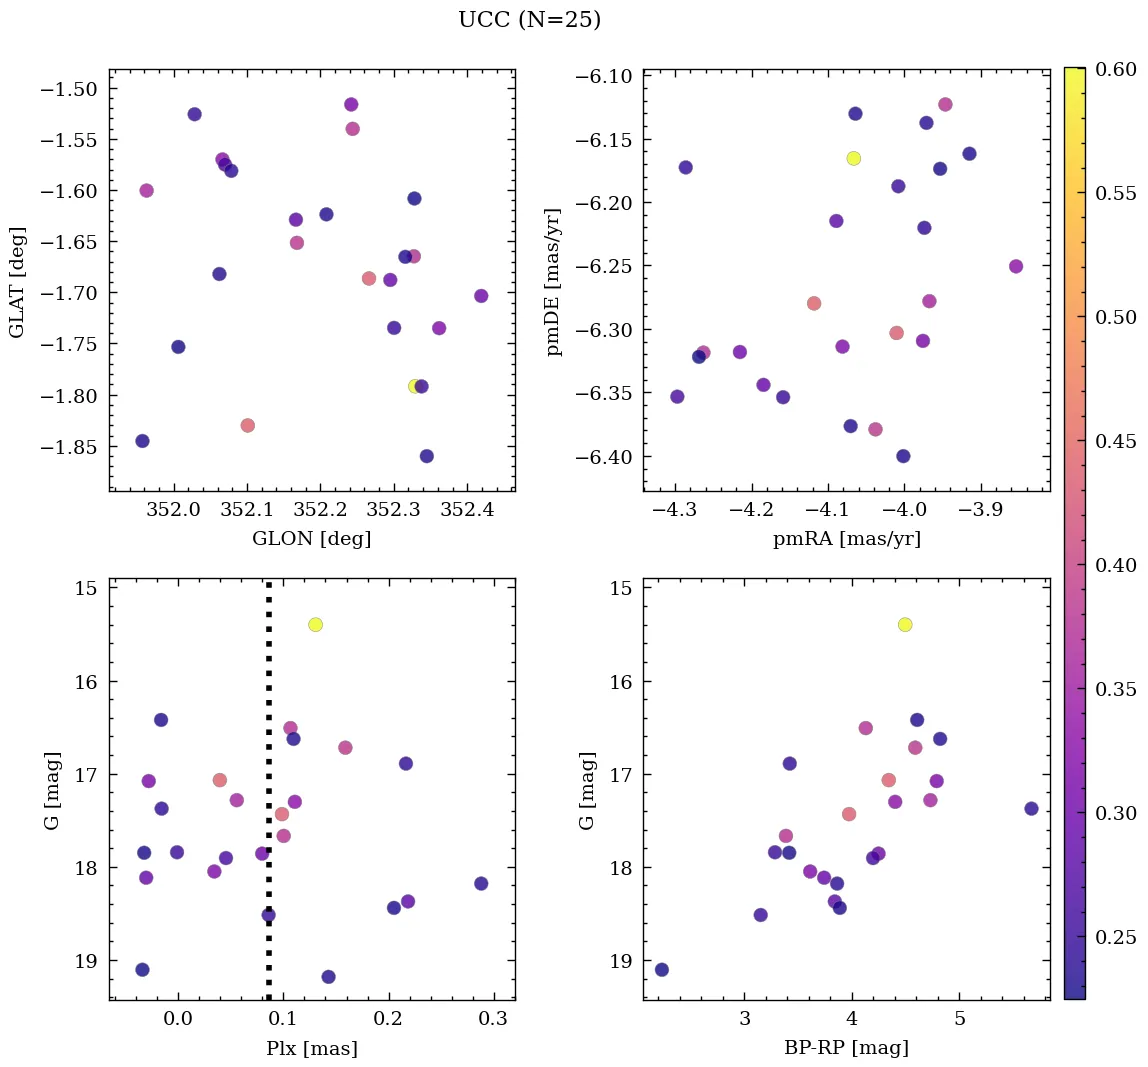 UCC (N=25)
−1.50
−1.55
−1.60
−1.65
−1.70
−1.75
−1.80
−1.85
GLAT [deg]
352.0 352.1 352.2 352.3 352.4
GLON [deg]
−6.10
−6.15
−6.20
−6.25
−6.30
−6.35
−6.40
pmDE [mas/yr]
−4.3 −4.2 −4.1 −4.0 −3.9
pmRA [mas/yr]
15
16
17
18
19
G [mag]
0.0 0.1 0.2 0.3
Plx [mas]
15
16
17
18
19
G [mag]
3 4 5
BP-RP [mag]
0.60
0.55
0.50
0.45
0.40
0.35
0.30
0.25